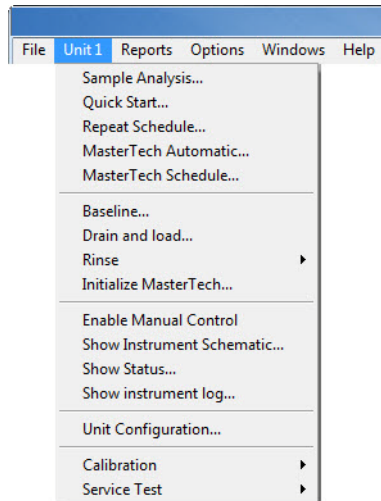 File Unit 1 Reports Options Windows Help
Sample Analysis...
Quick Start...
Repeat Schedule...
MasterTech Automatic...
MasterTech Schedule...
Baseline...
Drain and load...
Rinse
Initialize MasterTech...
Enable Manual Control
Show Instrument Schematic...
Show Status...
Show instrument log...
Unit Configuration...
Calibration
Service Test